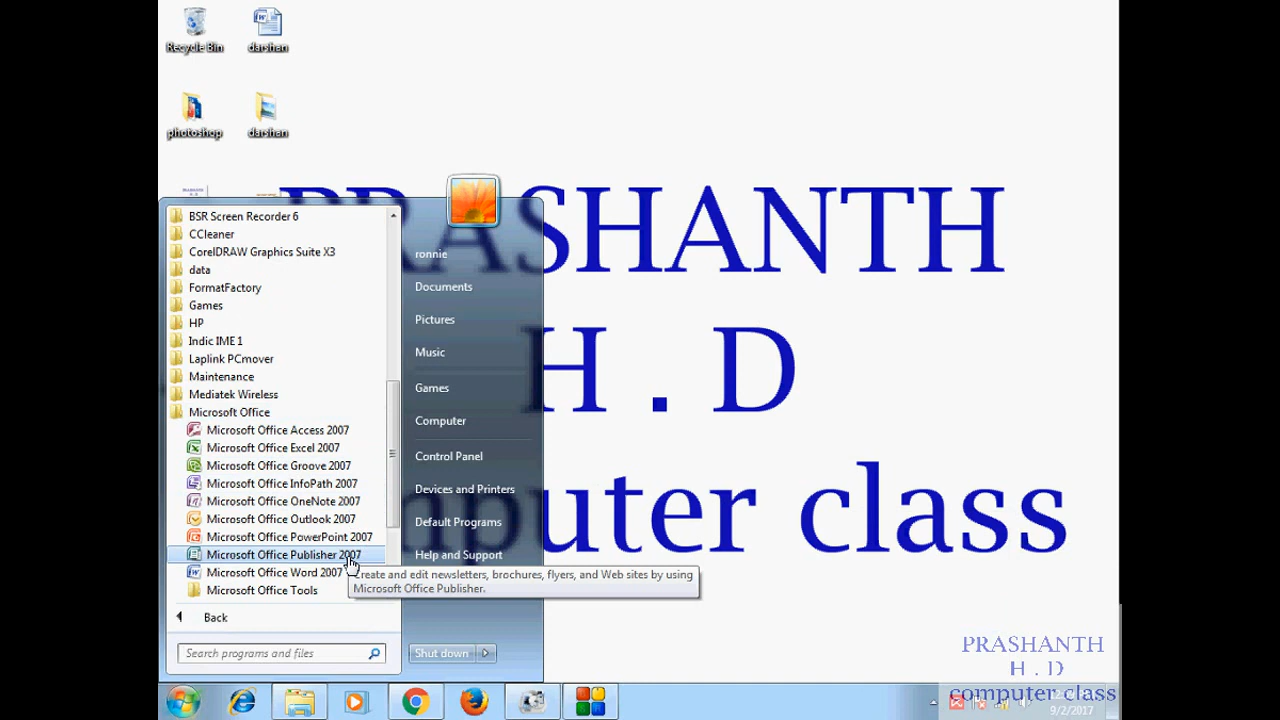 Recycle Bin
darshan
photoshop
darshan
PRASHANTH
H . D
computer class
BSR Screen Recorder 6
CCleaner
CorelDRAW Graphics Suite X3
data
FormatFactory
Games
HP
Indic IME 1
Laplink PCmover
Maintenance
Mediatek Wireless
Microsoft Office
Microsoft Office Access 2007
Microsoft Office Excel 2007
Microsoft Office Groove 2007
Microsoft Office InfoPath 2007
Microsoft Office OneNote 2007
Microsoft Office Outlook 2007
Microsoft Office PowerPoint 2007
Microsoft Office Publisher 2007
Microsoft Office Word 2007
Microsoft Office Tools
Back
Search programs and files
ronnie
Documents
Pictures
Music
Games
Computer
Control Panel
Devices and Printers
Default Programs
Help and Support
Create and edit newsletters, brochures, flyers, and Web sites by using
Microsoft Office Publisher.
Shut down
PRASHANTH
H . D
computer class
9/2/2017